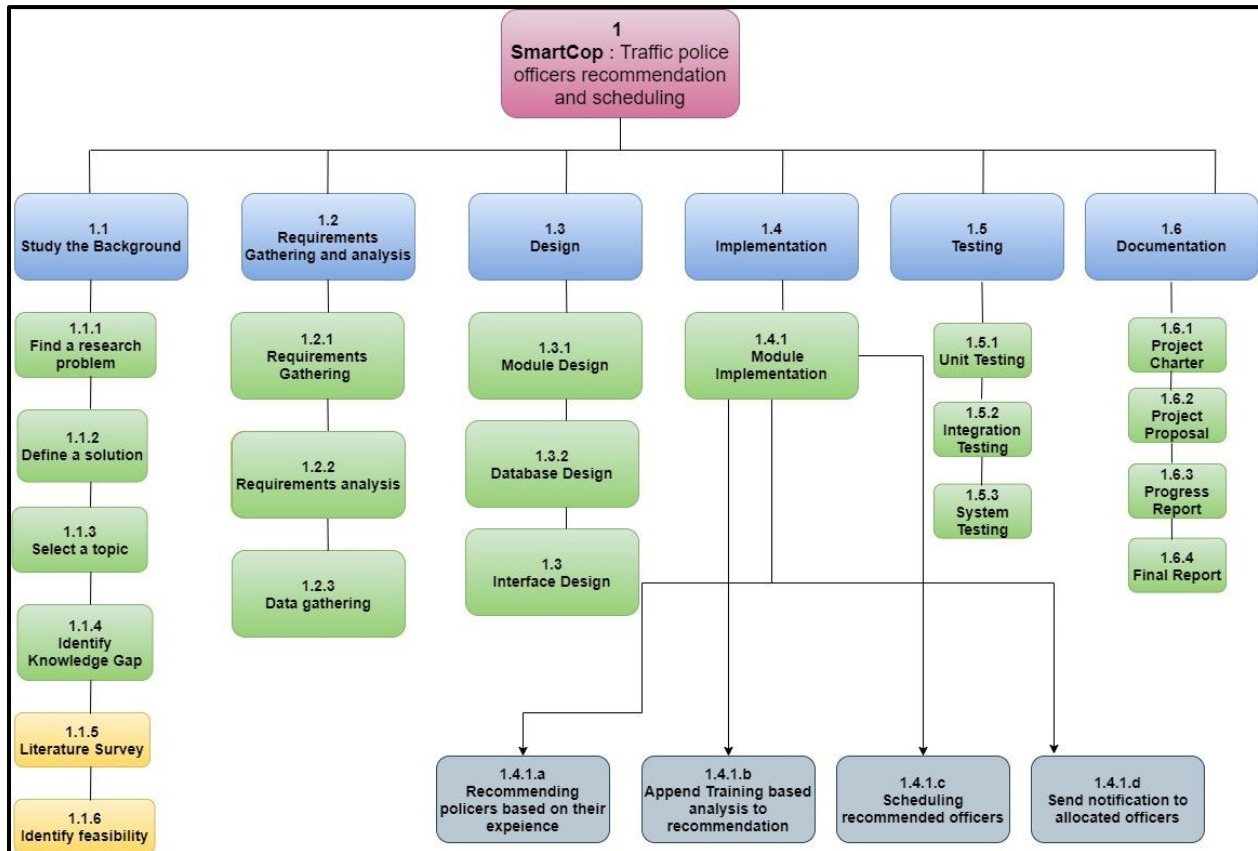 1
SmartCop : Traffic police
officers recommendation
and scheduling
1.1
Study the Background
1.2
Requirements
Gathering and analysis
1.3
Design
1.4
Implementation
1.5
Testing
1.6
Documentation
1.1.1
Find a research
problem
1.1.2
Define a solution
1.1.3
Select a topic
1.1.4
Identify
Knowledge Gap
1.1.5
Literature Survey
1.1.6
Identify feasibility
1.2.1
Requirements
Gathering
1.2.2
Requirements analysis
1.2.3
Data gathering
1.3.1
Module Design
1.3.2
Database Design
1.3
Interface Design
1.4.1
Module
Implementation
1.4.1.a
Recommending
policers based on their
expeience
1.4.1.b
Append Training based
analysis to
recommendation
1.4.1.c
Scheduling
recommended officers
1.4.1.d
Send notification to
allocated officers
1.5.1
Unit Testing
1.5.2
Integration
Testing
1.5.3
System
Testing
1.6.1
Project
Charter
1.6.2
Project
Proposal
1.6.3
Progress
Report
1.6.4
Final Report